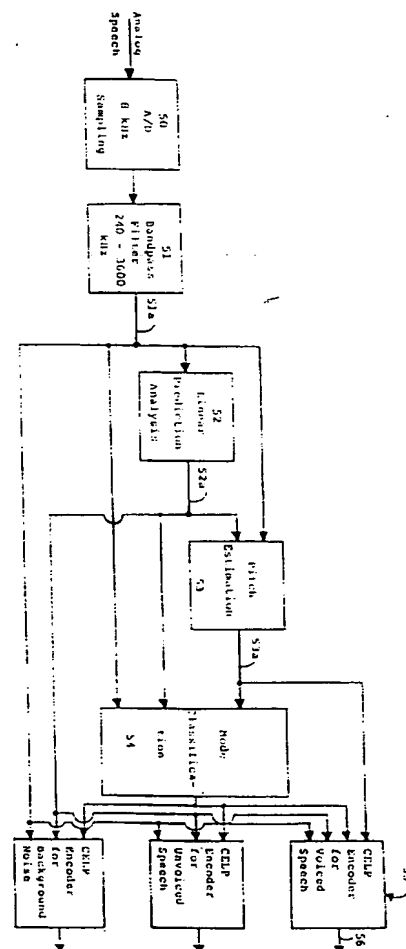 Analog
Speech
50
A/D
8 kHz
Sampling
51
Bandpass
Filter
240 - 3600
kHz
51a
52
Linear
Prediction
Analysis
52a
Pitch
Estimation
53
53a
Mode
Classifica-
tion
54
CELP
Encoder
for
Voiced
Speech
56
CELP
Encoder
for
Unvoiced
Speech
CELP
Encoder
for
Background
Noise